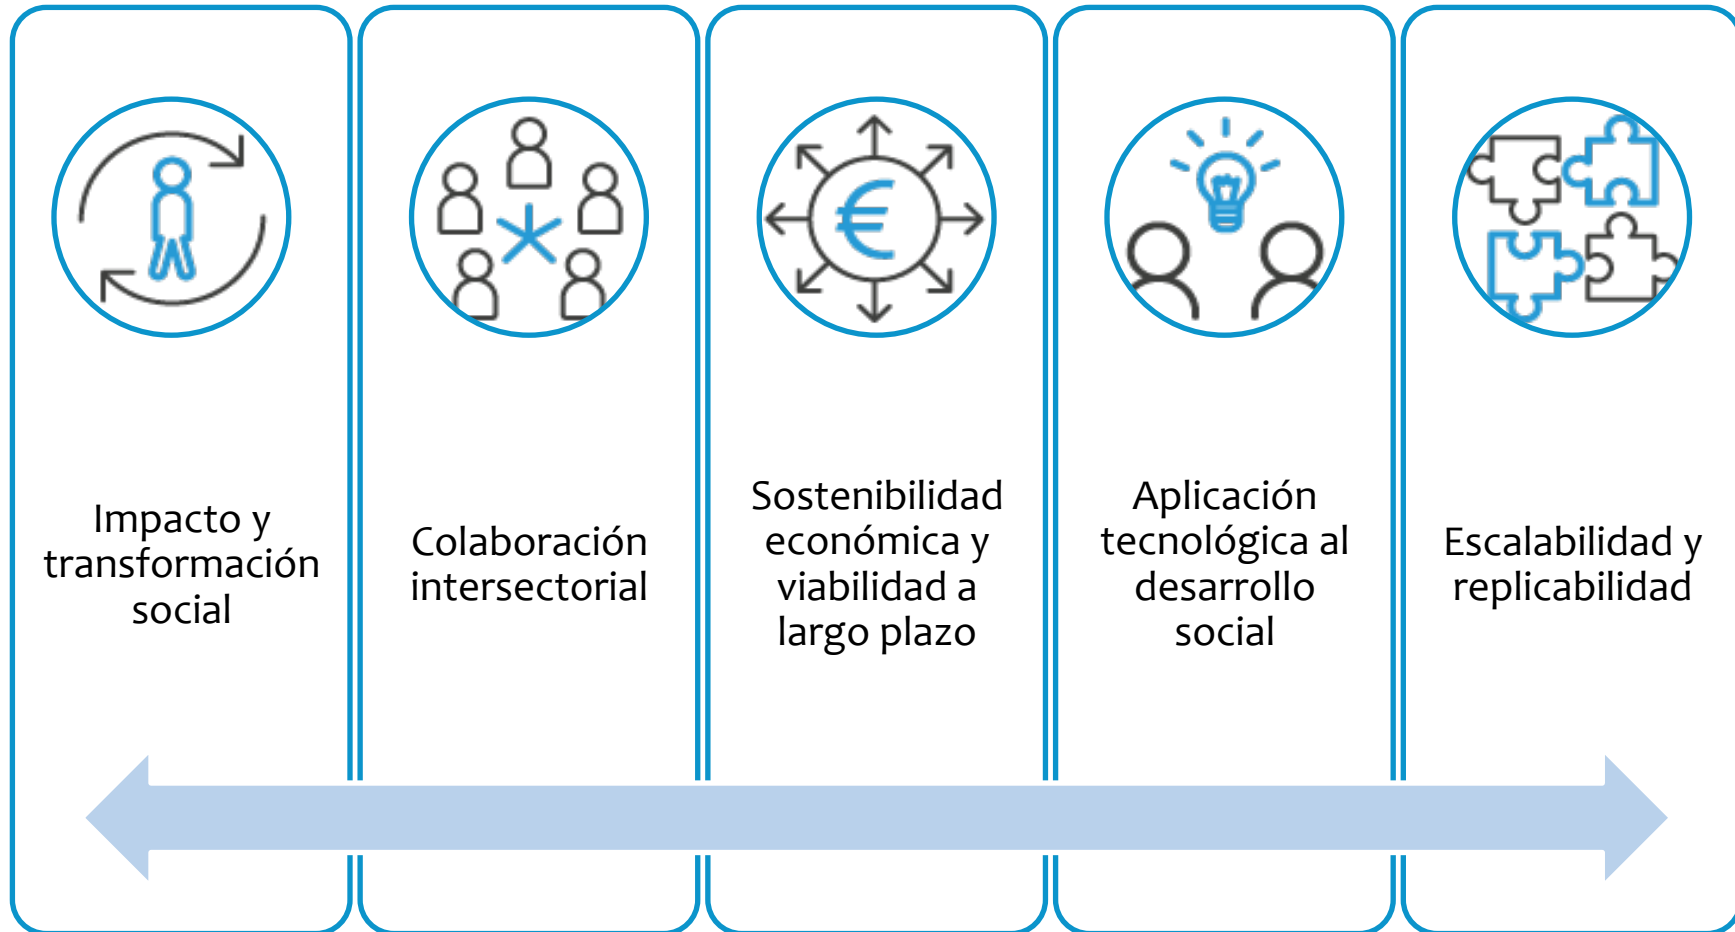 Impacto y
transformación
social
Colaboración
intersectorial
Sostenibilidad
económica y
viabilidad a
largo plazo
Aplicación
tecnológica al
desarrollo
social
Escalabilidad y
replicabilidad